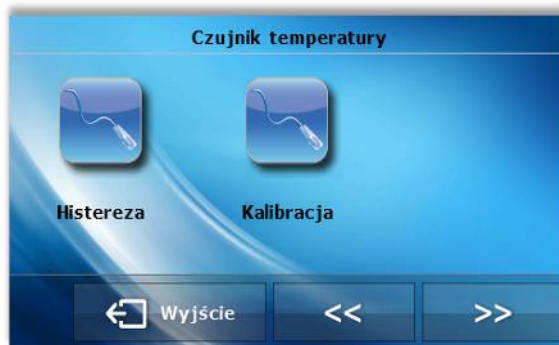 Czujnik temperatury
Histereza Kalibracja
Wyjście << >>